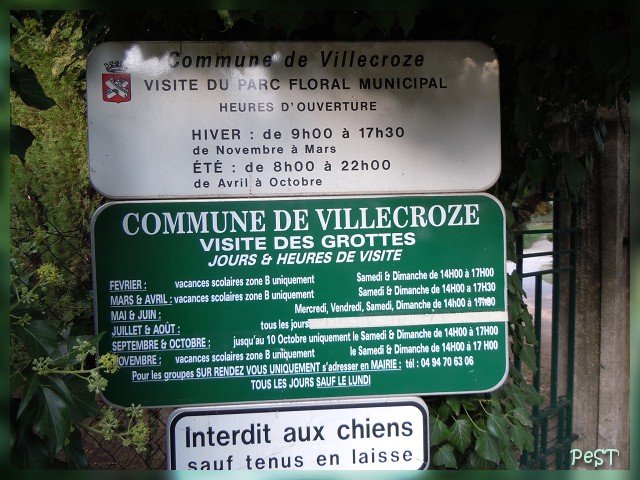 Commune de Villecroze
VISITE DU PARC FLORAL MUNICIPAL
HEURES D'OUVERTURE
HIVER : de 9h00 à 17h30
de Novembre à Mars
ÉTÉ : de 8h00 à 22h00
de Avril à Octobre
COMMUNE DE VILLECROZE
VISITE DES GROTTES
JOURS & HEURES DE VISITE
FEVRIER : vacances scolaires zone B uniquement Samedi & Dimanche de 14H00 à 17H00
MARS & AVRIL : vacances scolaires zone B uniquement Samedi & Dimanche de 14H00 à 17H30
MAI & JUIN : Mercredi, Vendredi, Samedi, Dimanche de 14h00 à
JUILLET & AOÛT : tous les jours
SEPTEMBRE & OCTOBRE : jusqu'au 10 Octobre uniquement le Samedi & Dimanche de 14H00 à 17H00
NOVEMBRE : vacances scolaires zone B uniquement le Samedi & Dimanche de 14H00 à 17 H00
Pour les groupes SUR RENDEZ VOUS UNIQUEMENT s'adresser en MAIRIE : tél : 04 94 70 63 06
TOUS LES JOURS SAUF LE LUNDI
Interdit aux chiens
sauf tenus en laisse
PeST